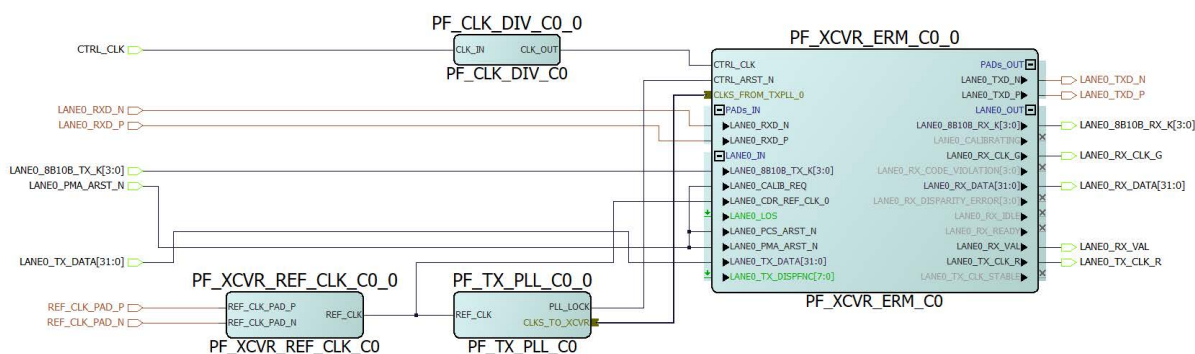 PF_CLK_DIV_C0_0
CTRL_CLK
CLK_IN CLK_OUT
PF_CLK_DIV_C0
PF_XCVR_ERM_C0_0
PADs_OUT
CTRL_CLK
LANE0_TXD_N LANE0_TXD_N
CTRL_ARST_N
LANE0_TXD_P LANE0_TXD_P
CLKS_FROM_TXPLL_0
LANE0_OUT
PADs_IN
LANE0_RXD_N
LANE0_RXD_P
LANE0_RXD_N
LANE0_8B10B_RX_K[3:0] LANE0_8B10B_RX_K[3:0]
LANE0_RXD_P
LANE0_CALIBRATING
LANE0_IN
LANE0_RX_CLK_G LANE0_RX_CLK_G
LANE0_8B10B_TX_K[3:0]
LANE0_8B10B_TX_K[3:0]
LANE0_RX_CODE_VIOLATION[3:0]
LANE0_PMA_ARST_N
LANE0_CALIB_REQ
LANE0_RX_DATA[31:0] LANE0_RX_DATA[31:0]
LANE0_CDR_REF_CLK_0
LANE0_RX_DISPARITY_ERROR[3:0]
LANE0_LOS
LANE0_RX_IDLE
LANE0_PCS_ARST_N
LANE0_RX_READY
LANE0_PMA_ARST_N
LANE0_RX_VAL LANE0_RX_VAL
LANE0_TX_DATA[31:0]
LANE0_TX_DATA[31:0]
LANE0_TX_CLK_R LANE0_TX_CLK_R
LANE0_TX_DISPFNC[7:0]
LANE0_TX_CLK_STABLE
PF_XCVR_ERM_C0
PF_XCVR_REF_CLK_C0_0
REF_CLK_PAD_P
REF_CLK_PAD_N
REF_CLK_PAD_P
REF_CLK_PAD_N
REF_CLK
PF_XCVR_REF_CLK_C0
PF_TX_PLL_C0_0
PLL_LOCK
REF_CLK
CLKS_TO_XCVR
PF_TX_PLL_C0